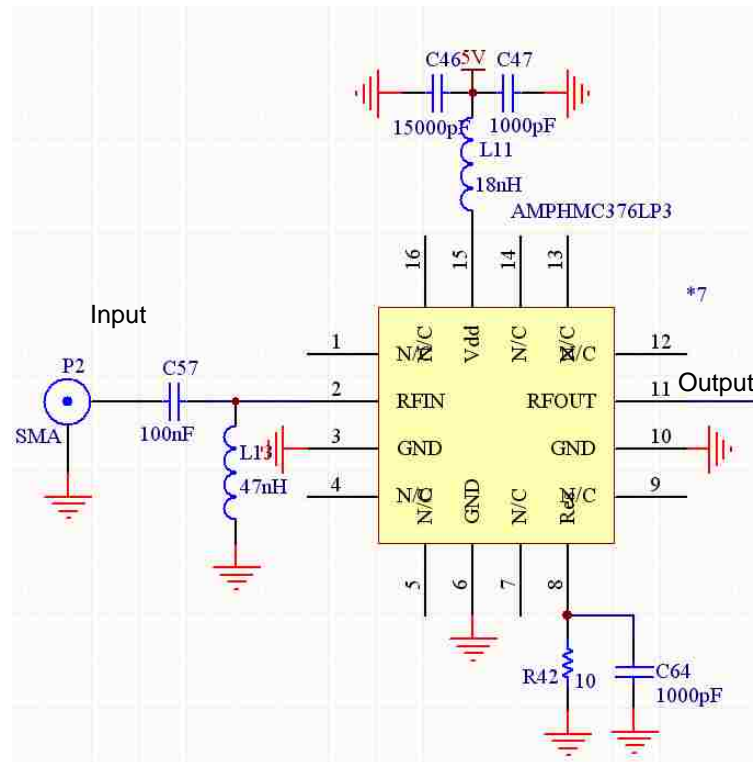 C46 5V C47
15000pF 1000pF
L11
18nH
AMPHMC376LP3
16 15 14 13
*7
Input
N/C Vdd N/C N/C
1 N/C N/C 12
P2 C57
2 RFIN RFOUT 11 Output
SMA 100nF
L13 3 GND GND 10
47nH
4 N/C N/C 9
N/C GND N/C Res
5 6 7 8
R42 10 C64
1000pF